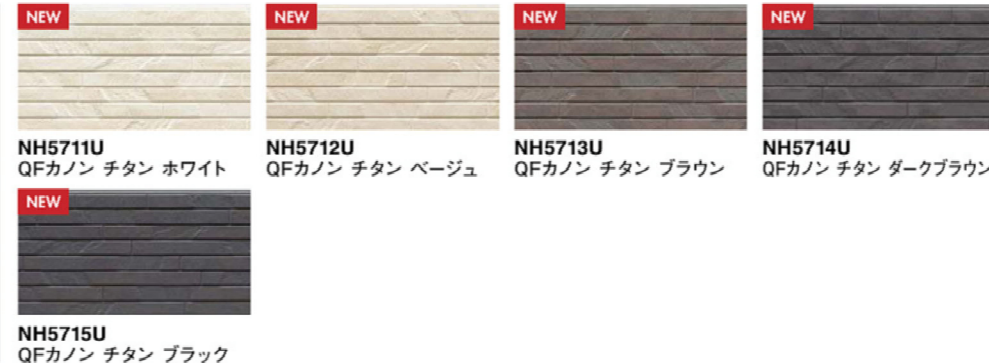 NEW
NH5711U
QFカノン チタン ホワイト
NEW
NH5712U
QFカノン チタン ベージュ
NEW
NH5713U
QFカノン チタン ブラウン
NEW
NH5714U
QFカノン チタン ダークブラウン
NEW
NH5715U
QFカノン チタン ブラック